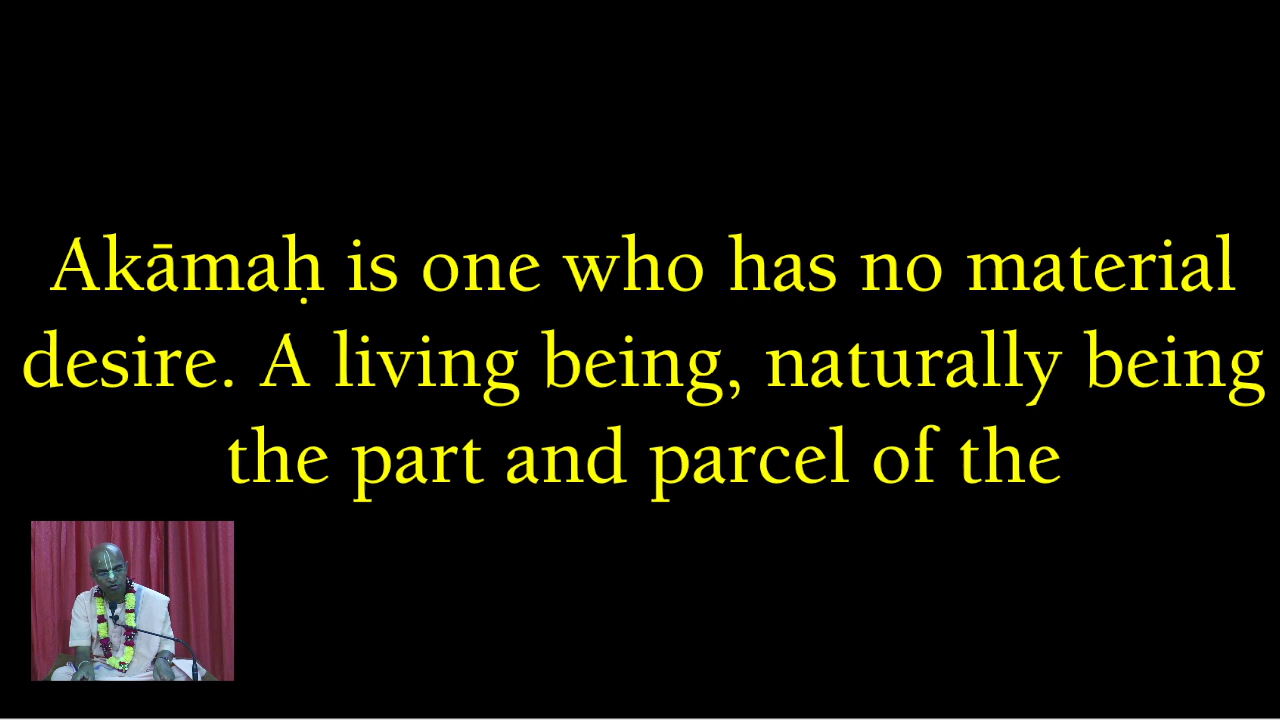 Akāmaḥ is one who has no material
desire. A living being, naturally being
the part and parcel of the